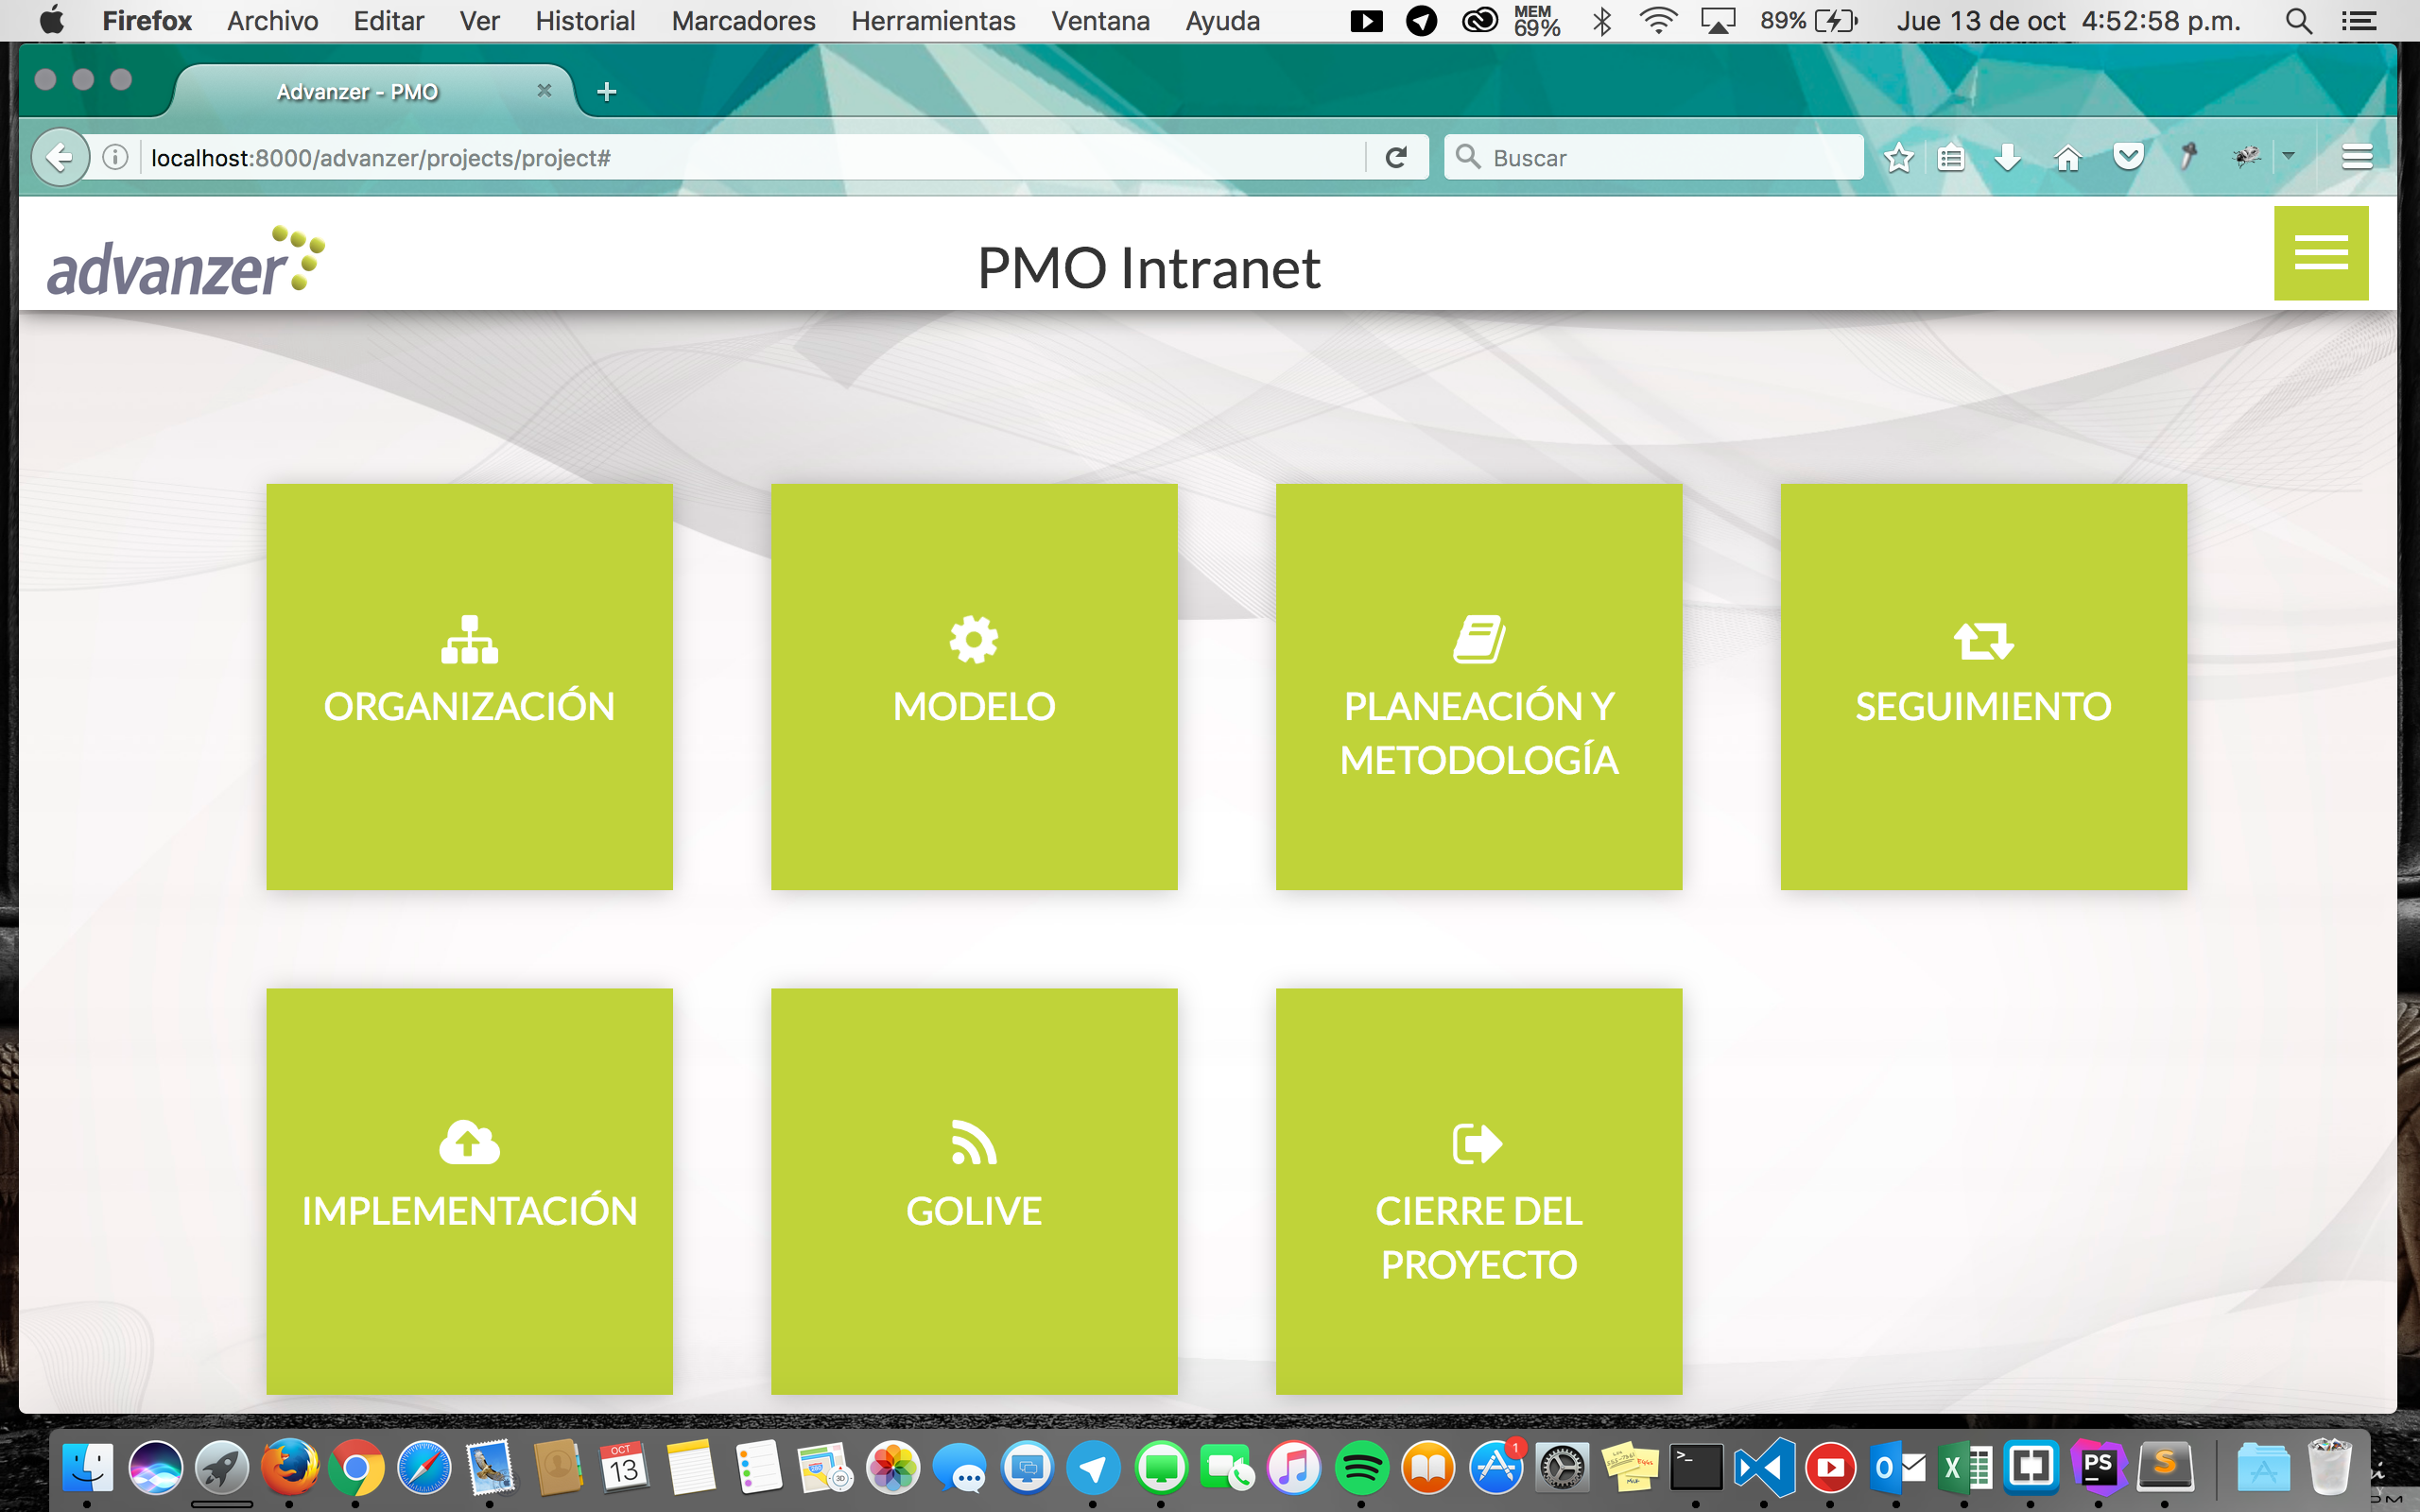 Firefox Archivo Editar Ver Historial Marcadores Herramientas Ventana Ayuda MEM 69% 89% Jue 13 de oct 4:52:58 p.m.
Advanzer - PMO
localhost:8000/advanzer/projects/project# Buscar
advanzer PMO Intranet
ORGANIZACIÓN
MODELO
PLANEACIÓN Y
METODOLOGÍA
SEGUIMIENTO
IMPLEMENTACIÓN
GOLIVE
CIERRE DEL
PROYECTO
OCT
13
3D
1
>_
O
X
PS
S